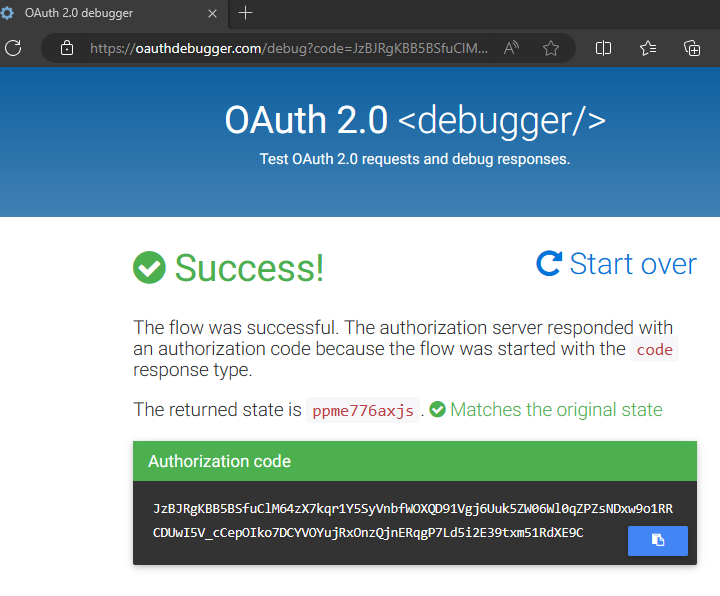 OAuth 2.0 debugger
https://oauthdebugger.com/debug?code=JzBJRgKBB5BSfuClM...
OAuth 2.0 <debugger/>
Test OAuth 2.0 requests and debug responses.
Success!
Start over
The flow was successful. The authorization server responded with
an authorization code because the flow was started with the code
response type.
The returned state is ppme776axjs. Matches the original state
Authorization code
JzBJRgKBB5BSfuClM64zX7kqr1Y5SyVnbfWOXQD91Vgj6Uuk5ZW06Wl0qZPZsNDxw9o1RR
CDUwI5V_cCepOIko7DCYVOYujRxOnzQjnERqgP7Ld5i2E39txm51RdXE9C